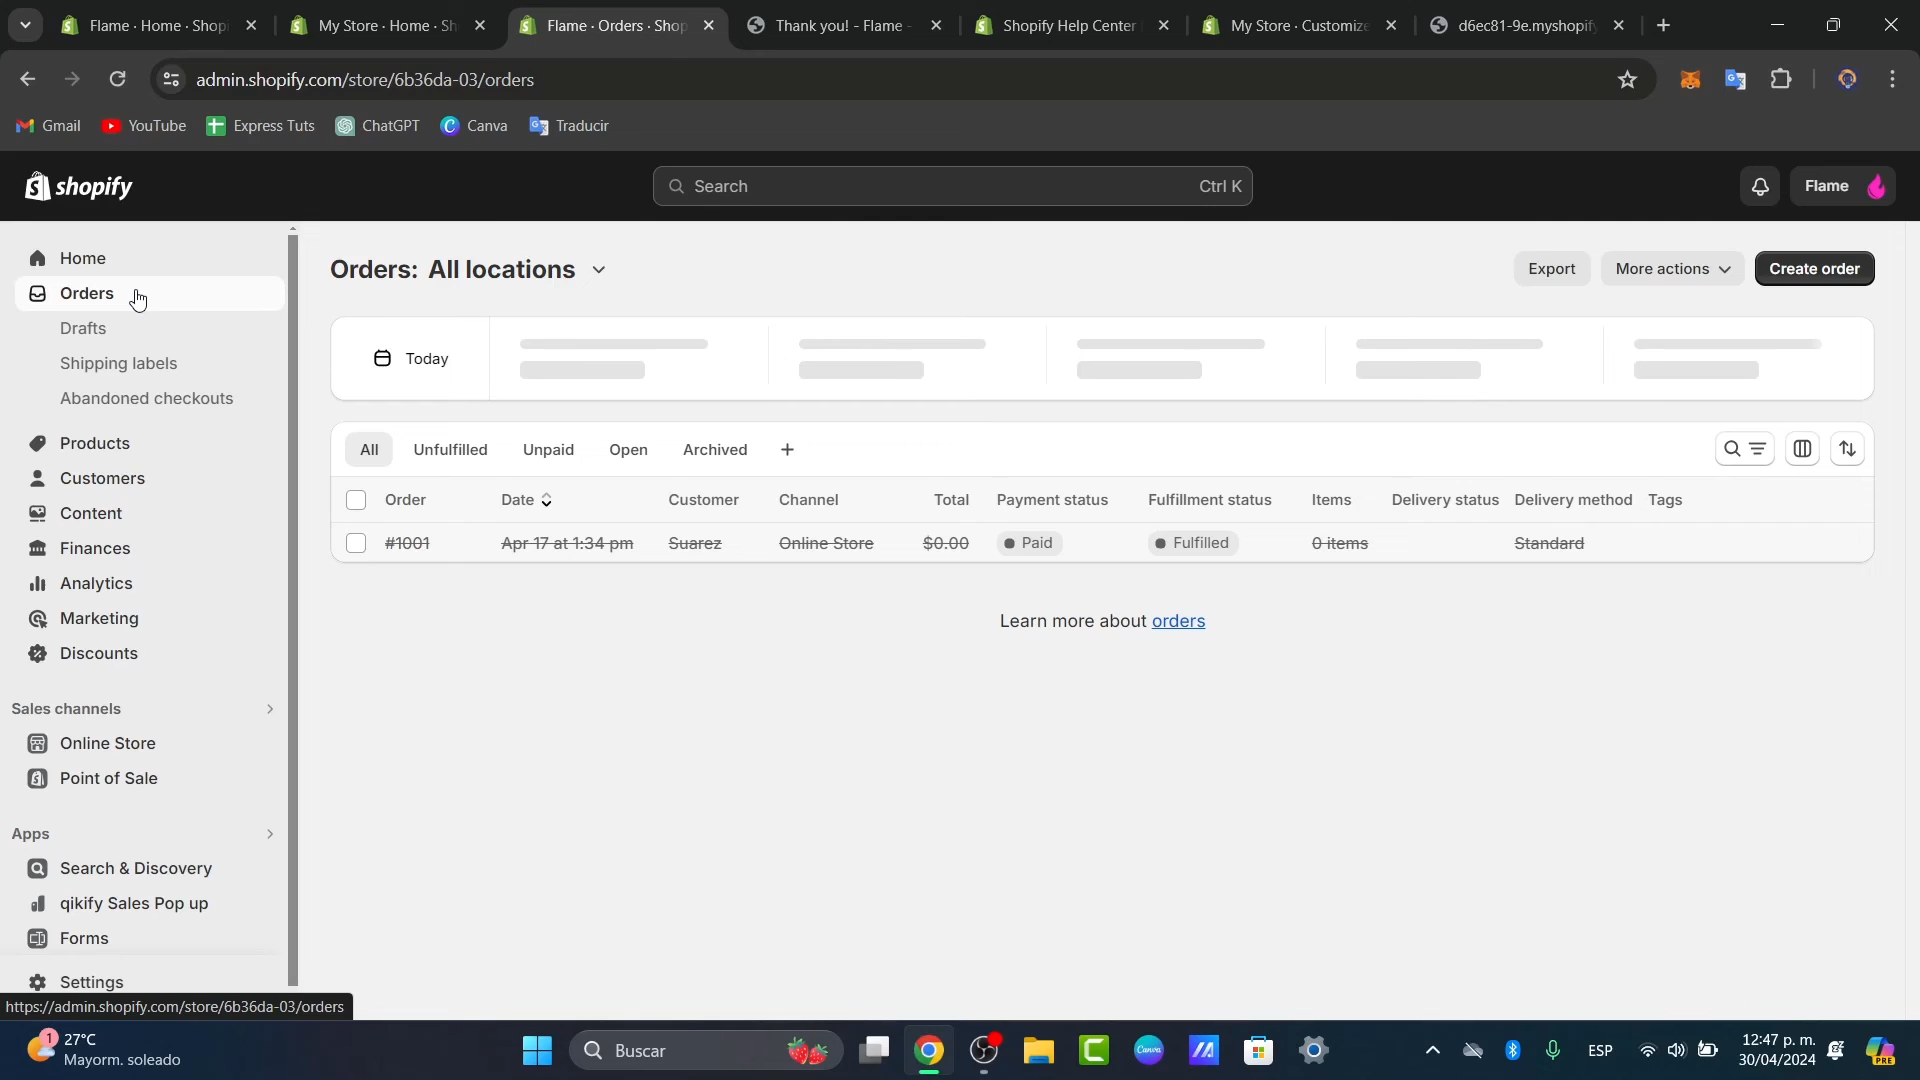 Flame · Home · Shop
My Store · Home · Sh
Flame · Orders · Shop
Thank you! - Flame -
Shopify Help Center
My Store · Customize
d6ec81-9e.myshopify
admin.shopify.com/store/6b36da-03/orders
Gmail
YouTube
Express Tuts
ChatGPT
Canva
Traducir
shopify
Search
Ctrl K
Flame
Home
Orders
Drafts
Shipping labels
Abandoned checkouts
Products
Customers
Content
Finances
Analytics
Marketing
Discounts
Sales channels
Online Store
Point of Sale
Apps
Search & Discovery
qikify Sales Pop up
Forms
Settings
https://admin.shopify.com/store/6b36da-03/orders
Orders: All locations
Export
More actions
Create order
Today
All Unfulfilled Unpaid Open Archived +
Order Date Customer Channel Total Payment status Fulfillment status Items Delivery status Delivery method Tags
#1001 Apr 17 at 1:34 pm Suarez Online Store $0.00 Paid Fulfilled 0 items Standard
Learn more about orders
1
27°C
Mayorm. soleado
Buscar
Canva
ESP
12:47 p. m.
30/04/2024
PRE